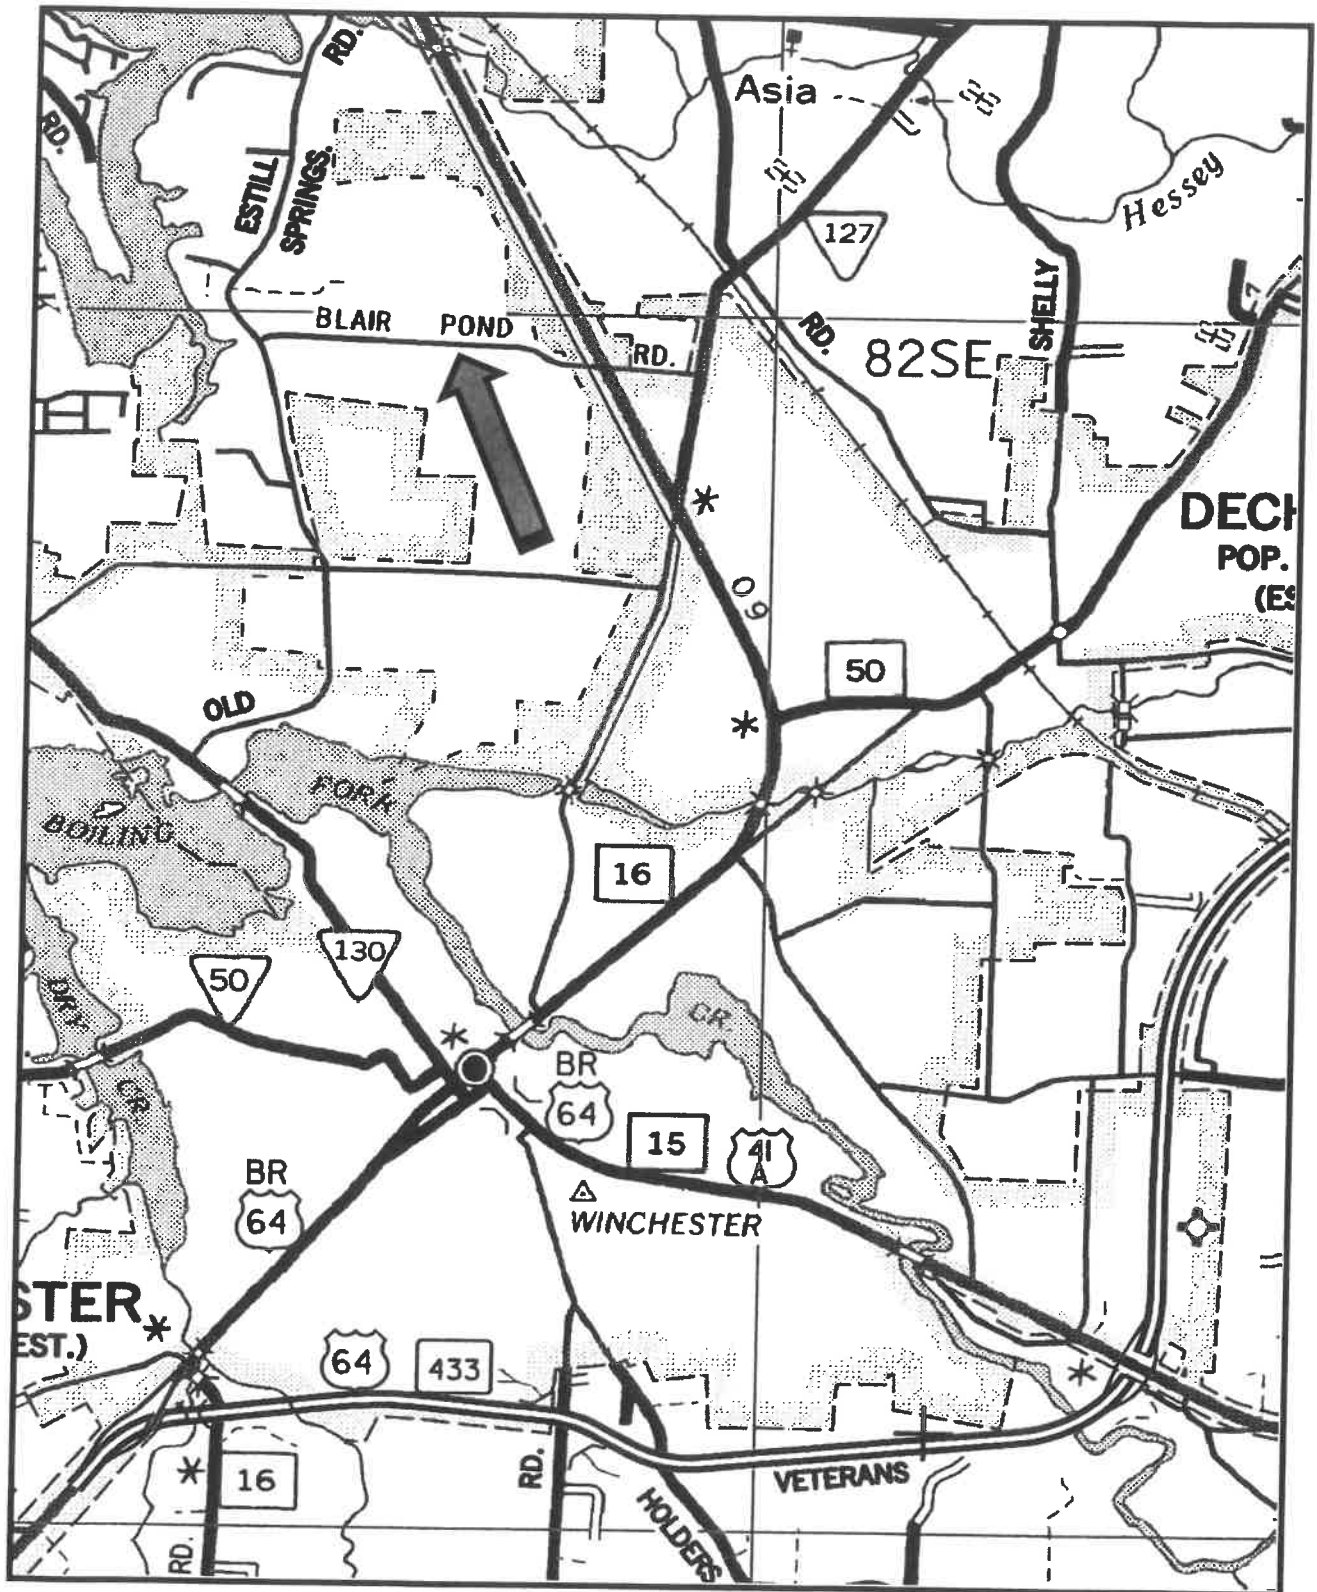 RD.
Asia
RD.
ESTILL
SPRINGS.
Hessey
127
SHELLY
BLAIR POND
RD.
RD.
82SE
DECH
POP.
(ES
60
50
OLD
FORK
BOILING
16
130
50
DRY
CR.
CR.
BR
64
15
41
A
BR
64
WINCHESTER
STER
EST.)
64
433
16
RD.
RD.
HOLDERS
VETERANS